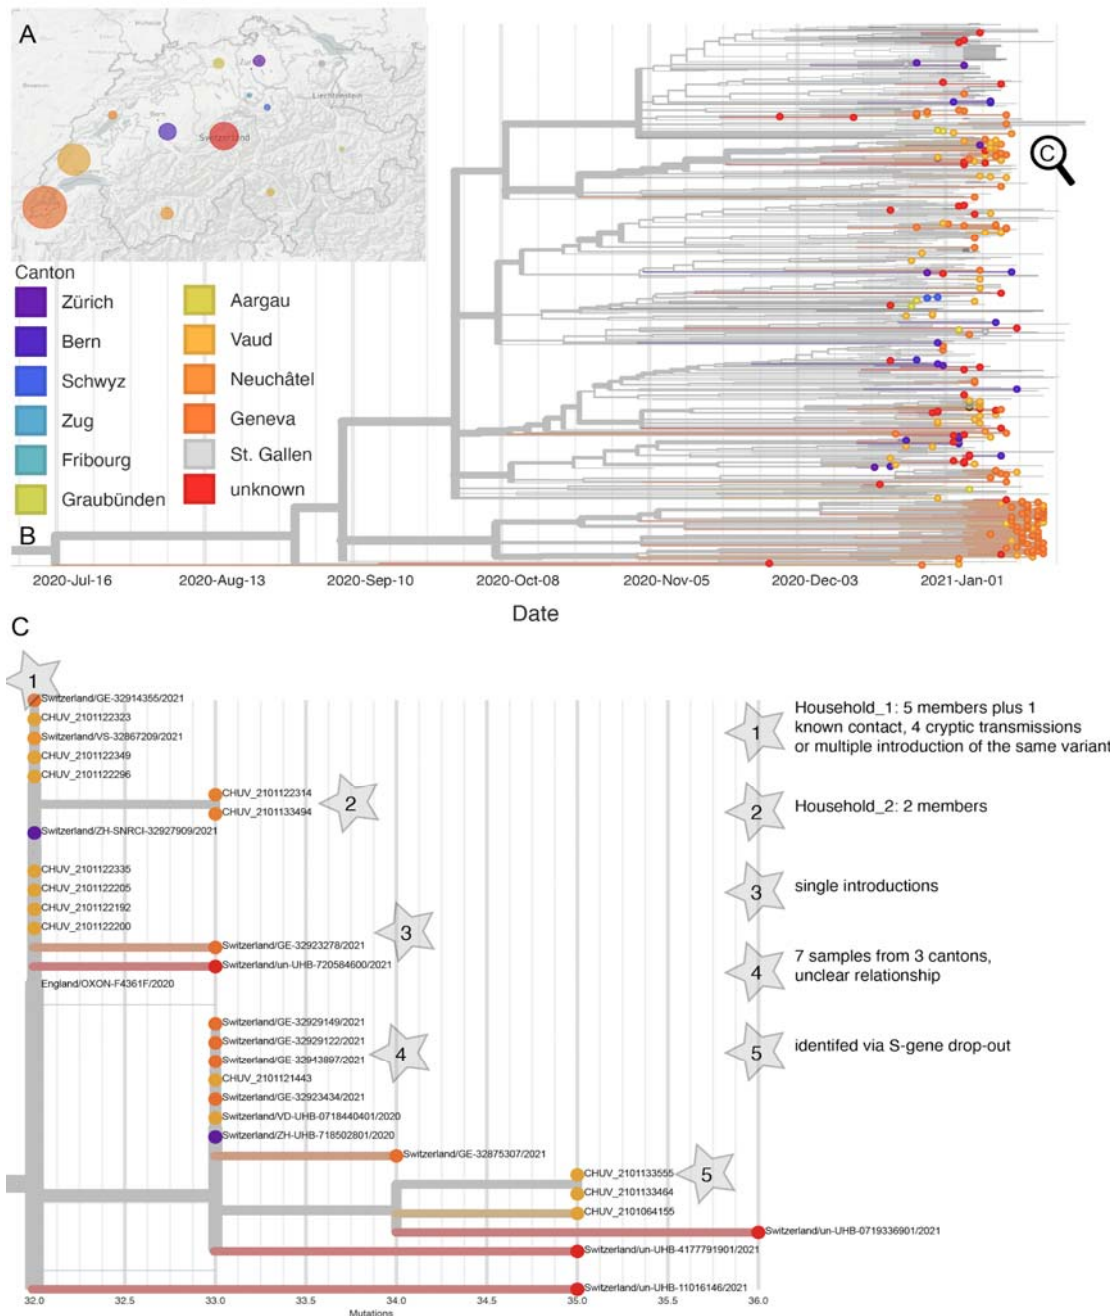 A
Liechtenstein
Bern
Switzerland
C
Canton
Zürich
Aargau
Bern
Vaud
Schwyz
Neuchâtel
Zug
Geneva
Fribourg
St. Gallen
Graubünden
unknown
B
2020-Jul-16
2020-Aug-13
2020-Sep-10
2020-Oct-08
2020-Nov-05
2020-Dec-03
2021-Jan-01
Date
C
1
Switzerland/GE-32914355/2021
CHUV_2101122323
Switzerland/VS-32867209/2021
CHUV_2101122349
CHUV_2101122296
CHUV_2101122314
CHUV_2101133494
2
Switzerland/ZH-SNRCI-32927909/2021
CHUV_2101122335
CHUV_2101122205
CHUV_2101122192
CHUV_2101122200
Switzerland/GE-32923278/2021
3
Switzerland/un-UHB-720584600/2021
England/OXON-F4361F/2020
Switzerland/GE-32929149/2021
Switzerland/GE-32929122/2021
Switzerland/GE-32943897/2021
4
CHUV_2101121443
Switzerland/GE-32923434/2021
Switzerland/VD-UHB-0718440401/2020
Switzerland/ZH-UHB-718502801/2020
Switzerland/GE-32875307/2021
CHUV_2101133555
5
CHUV_2101133464
CHUV_2101064155
Switzerland/un-UHB-0719336901/2021
Switzerland/un-UHB-4177791901/2021
Switzerland/un-UHB-11016146/2021
32.0
32.5
33.0
33.5
34.0
34.5
35.0
35.5
36.0
Mutations
1
Household_1: 5 members plus 1
known contact, 4 cryptic transmissions
or multiple introduction of the same variant
2
Household_2: 2 members
3
single introductions
4
7 samples from 3 cantons,
unclear relationship
5
identifed via S-gene drop-out